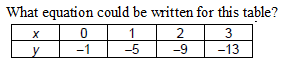 What equation could be written for this table?
x 0 1 2 3
y –1 –5 –9 –13